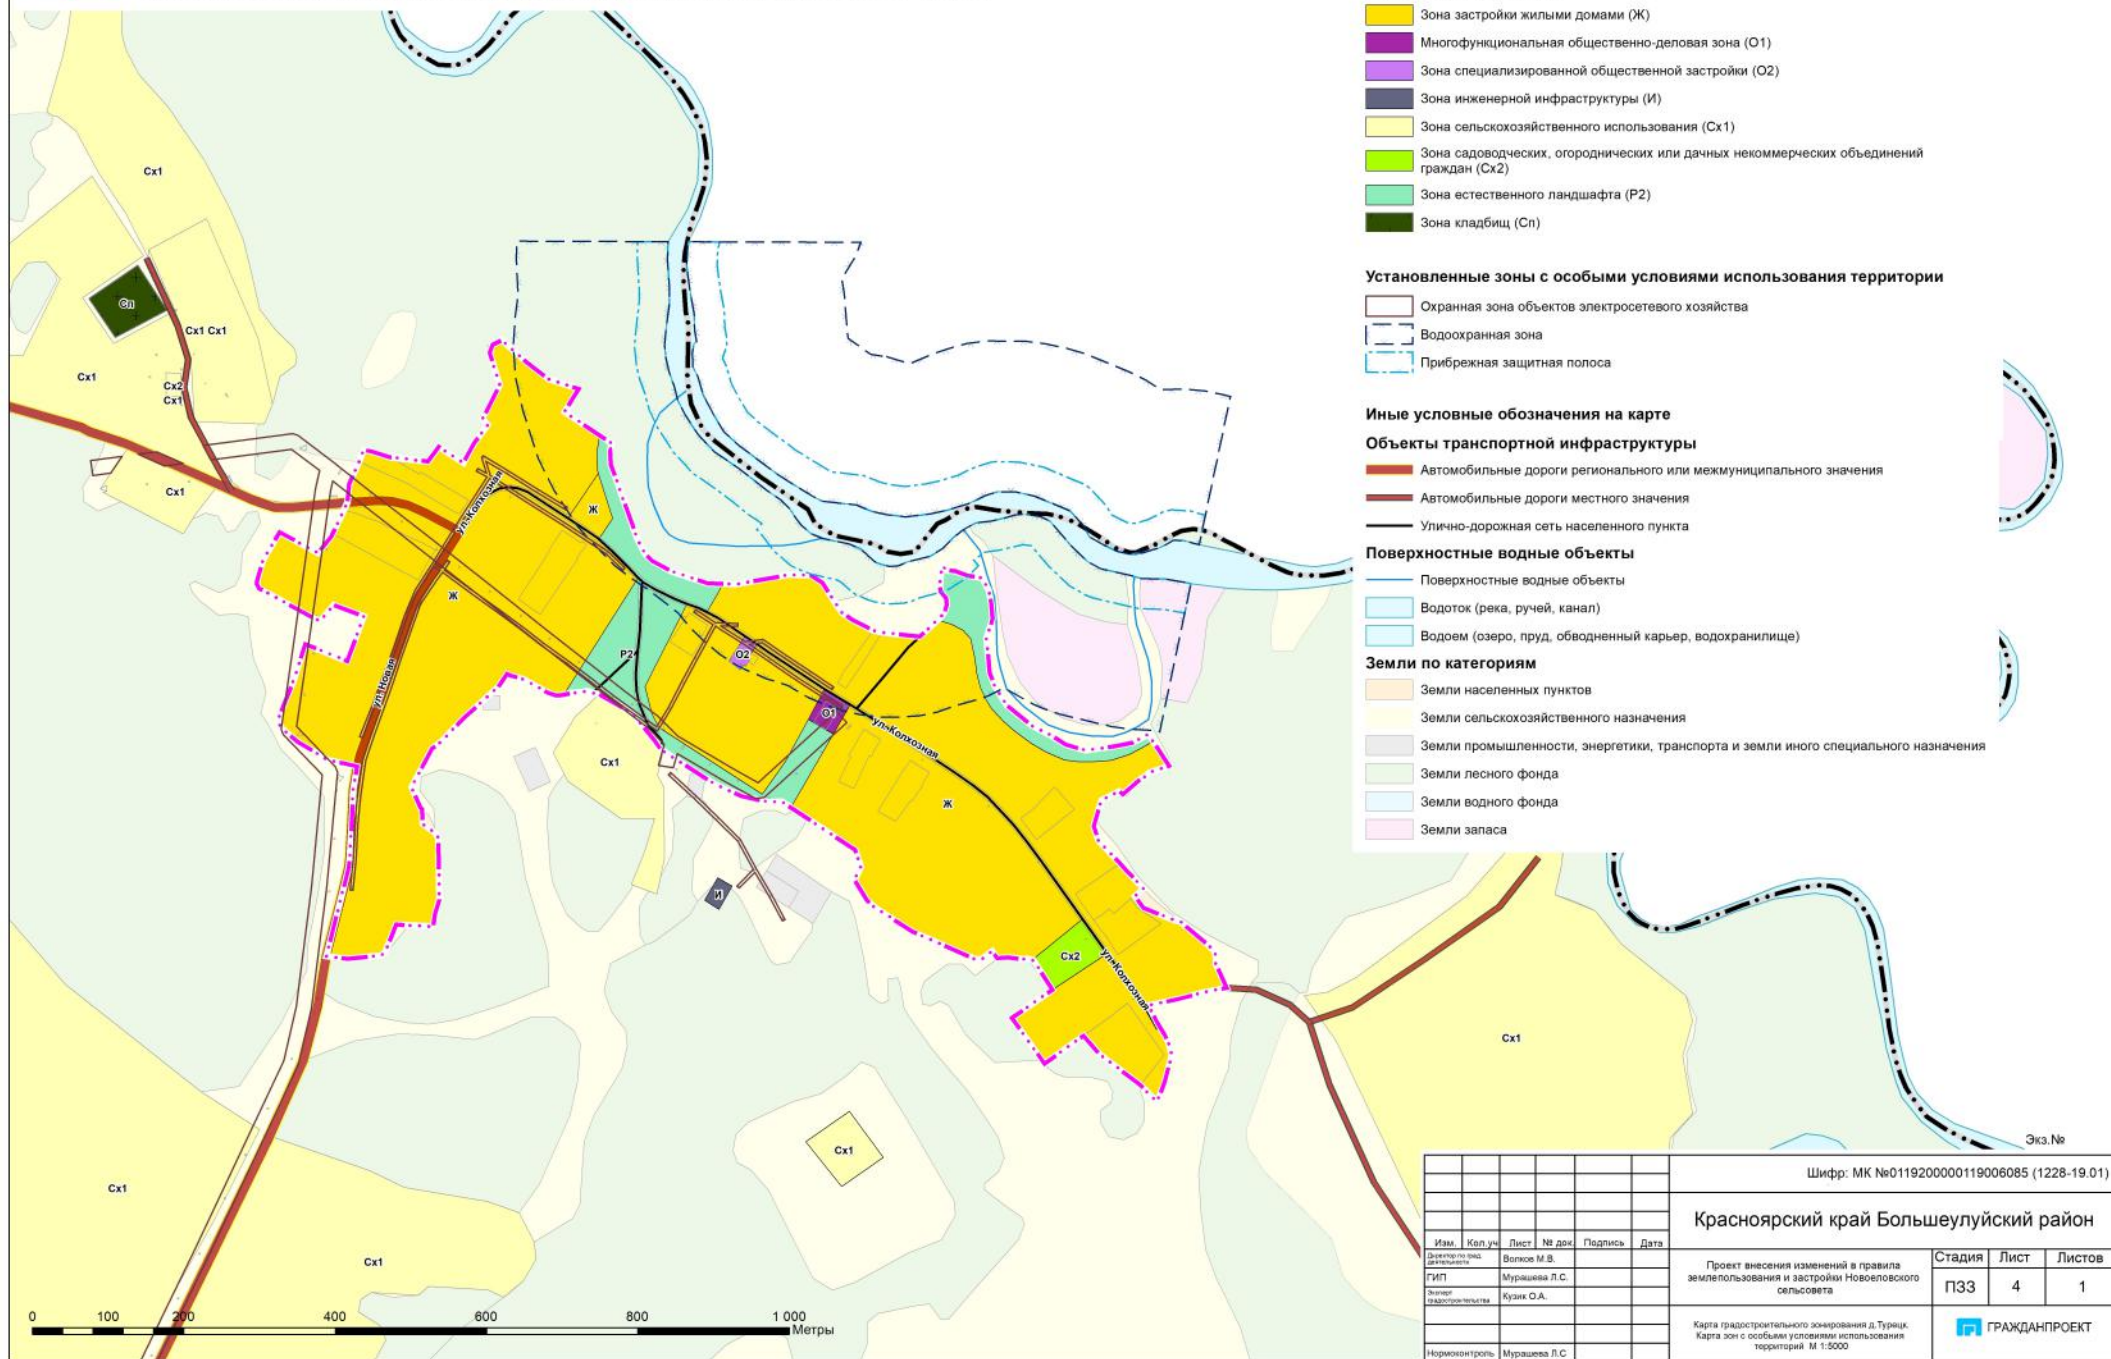 Зона застройки жилыми домами (Ж)
Многофункциональная общественно-деловая зона (О1)
Зона специализированной общественной застройки (О2)
Зона инженерной инфраструктуры (И)
Зона сельскохозяйственного использования (Сх1)
Зона садоводческих, огороднических или дачных некоммерческих объединений
граждан (Сх2)
Зона естественного ландшафта (Р2)
Зона кладбищ (Сп)
Установленные зоны с особыми условиями использования территории
Охранная зона объектов электросетевого хозяйства
Водоохранная зона
Прибрежная защитная полоса
Иные условные обозначения на карте
Объекты транспортной инфраструктуры
Автомобильные дороги регионального или межмуниципального значения
Автомобильные дороги местного значения
Улично-дорожная сеть населенного пункта
Поверхностные водные объекты
Поверхностные водные объекты
Водоток (река, ручей, канал)
Водоем (озеро, пруд, обводненный карьер, водохранилище)
Земли по категориям
Земли населенных пунктов
Земли сельскохозяйственного назначения
Земли промышленности, энергетики, транспорта и земли иного специального назначения
Земли лесного фонда
Земли водного фонда
Земли запаса
Сх1
Сп
Сх1 Сх1
Сх1
Сх2
Сх1
Сх1
ул. Колхозная
Ж
Ж
Р2
О2
ул. Новая
О1
ул. Колхозная
Сх1
Ж
И
Сх2
ул. Колхозная
Сх1
Сх1
Сх1
Сх1
0 100 200 400 600 800 1 000
Метры
Экз.№
Шифр: МК №0119200000119006085 (1228-19.01)
Красноярский край Большеулуйский район
Изм. Кол.уч Лист № док. Подпись Дата
Директор по град. деятельности Волков М.В.
ГИП Мурашева Л.С.
Эксперт градостроительства Кузик О.А.
Нормоконтроль Мурашева Л.С
Проект внесения изменений в правила
землепользования и застройки Новоеловского
сельсовета
Стадия Лист Листов
ПЗЗ 4 1
Карта градостроительного зонирования д.Турецк.
Карта зон с особыми условиями использования
территорий М 1:5000
ГРАЖДАНПРОЕКТ